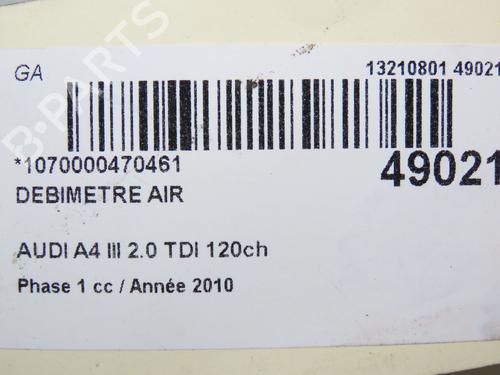 GA
13210801 49021
*1070000470461
49021
DEBIMETRE AIR
AUDI A4 III 2.0 TDI 120ch
Phase 1 cc / Année 2010
B-PARTS